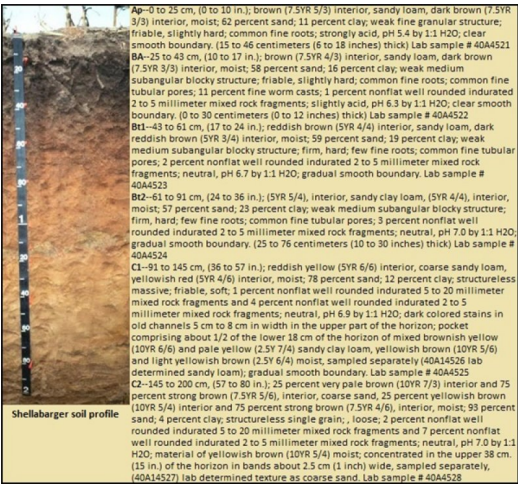 Ap—0 to 25 cm, (0 to 10 in.); brown (7.5YR 5/3) interior, sandy loam, dark brown (7.5YR
3/3) interior, moist; 62 percent sand; 11 percent clay; weak fine granular structure;
friable, slightly hard; common fine roots; strongly acid, pH 5.4 by 1:1 H2O; clear
smooth boundary. (15 to 46 centimeters (6 to 18 inches) thick) Lab sample # 40A4521
BA—25 to 43 cm, (10 to 17 in.); brown (7.5YR 4/3) interior, sandy loam, dark brown
(7.5YR 3/3) interior, moist; 58 percent sand; 16 percent clay; weak medium
subangular blocky structure; friable, slightly hard; common fine roots; common fine
tubular pores; 11 percent fine worm casts; 1 percent nonflat well rounded indurated
2 to 5 millimeter mixed rock fragments; slightly acid, pH 6.3 by 1:1 H2O; clear smooth
boundary. (0 to 30 centimeters (0 to 12 inches) thick) Lab sample # 40A4522
Bt1--43 to 61 cm, (17 to 24 in.); reddish brown (5YR 4/4) interior, sandy loam, dark
reddish brown (5YR 3/4) interior, moist; 59 percent sand; 19 percent clay; weak
medium subangular blocky structure; firm, hard; few fine roots; common fine tubular
pores; 2 percent nonflat well rounded indurated 2 to 5 millimeter mixed rock
fragments; neutral, pH 6.7 by 1:1 H2O; gradual smooth boundary. Lab sample #
40A4523
Bt2--61 to 91 cm, (24 to 36 in.); (5YR 5/4), interior, sandy clay loam, (5YR 4/4), interior,
moist; 57 percent sand; 23 percent clay; weak medium subangular blocky structure;
firm, hard; few fine roots; common fine tubular pores; 3 percent nonflat well
rounded indurated 2 to 5 millimeter mixed rock fragments; neutral, pH 7.0 by 1:1 H2O;
gradual smooth boundary. (25 to 76 centimeters (10 to 30 inches) thick) Lab sample #
40A4524
C1--91 to 145 cm, (36 to 57 in.); reddish yellow (5YR 6/6) interior, coarse sandy loam,
yellowish red (5YR 4/6) interior, moist; 78 percent sand; 12 percent clay; structureless
massive; friable, soft; 1 percent nonflat well rounded indurated 5 to 20 millimeter
mixed rock fragments and 4 percent nonflat well rounded indurated 2 to 5
millimeter mixed rock fragments; neutral, pH 6.9 by 1:1 H2O; dark colored stains in
old channels 5 cm to 8 cm in width in the upper part of the horizon; pocket
comprising about 1/2 of the lower 18 cm of the horizon of mixed brownish yellow
(10YR 6/6) and pale yellow (2.5Y 7/4) sandy clay loam, yellowish brown (10YR 5/6)
and light yellowish brown (2.5Y 6/4) moist, sampled separately (40A14526 lab
determined sandy loam); gradual smooth boundary. Lab sample # 40A4525
C2--145 to 200 cm, (57 to 80 in.); 25 percent very pale brown (10YR 7/3) interior and 75
percent strong brown (7.5YR 5/6), interior, coarse sand, 25 percent yellowish brown
(10YR 5/4) interior and 75 percent strong brown (7.5YR 4/6), interior, moist; 93 percent
sand; 4 percent clay; structureless single grain; , loose; 2 percent nonflat well
rounded indurated 5 to 20 millimeter mixed rock fragments and 7 percent nonflat
well rounded indurated 2 to 5 millimeter mixed rock fragments; neutral, pH 7.0 by 1:1
H2O; material of yellowish brown (10YR 5/4) moist; concentrated in the upper 38 cm.
(15 in.) of the horizon in bands about 2.5 cm (1 inch) wide, sampled separately,
(40A14527) lab determined texture as coarse sand. Lab sample # 40A4528
1
2
Shellabarger soil profile